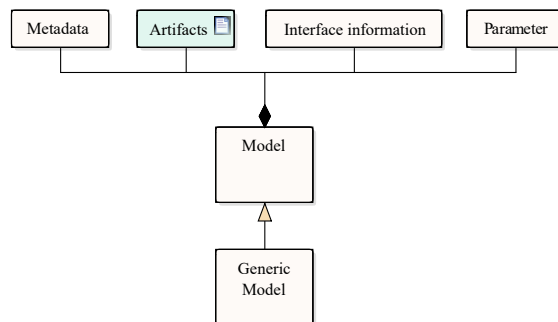 Metadata
Artifacts
Interface information
Parameter
Model
Generic
Model